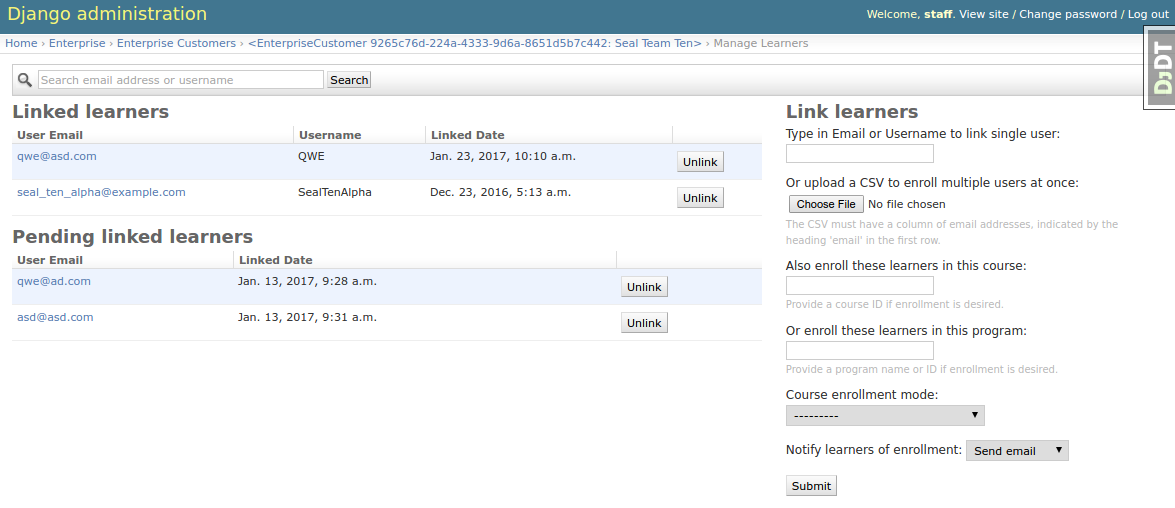 Django administration
Welcome, staff. View site / Change password / Log out
Home › Enterprise › Enterprise Customers › <EnterpriseCustomer 9265c76d-224a-4333-9d6a-8651d5b7c442: Seal Team Ten> › Manage Learners
DJDT
Search email address or username Search
Linked learners
User Email Username Linked Date
qwe@asd.com QWE Jan. 23, 2017, 10:10 a.m. Unlink
seal_ten_alpha@example.com SealTenAlpha Dec. 23, 2016, 5:13 a.m. Unlink
Pending linked learners
User Email Linked Date
qwe@ad.com Jan. 13, 2017, 9:28 a.m. Unlink
asd@asd.com Jan. 13, 2017, 9:31 a.m. Unlink
Link learners
Type in Email or Username to link single user:
Or upload a CSV to enroll multiple users at once:
Choose File No file chosen
The CSV must have a column of email addresses, indicated by the
heading 'email' in the first row.
Also enroll these learners in this course:
Provide a course ID if enrollment is desired.
Or enroll these learners in this program:
Provide a program name or ID if enrollment is desired.
Course enrollment mode:
---------
Notify learners of enrollment: Send email
Submit